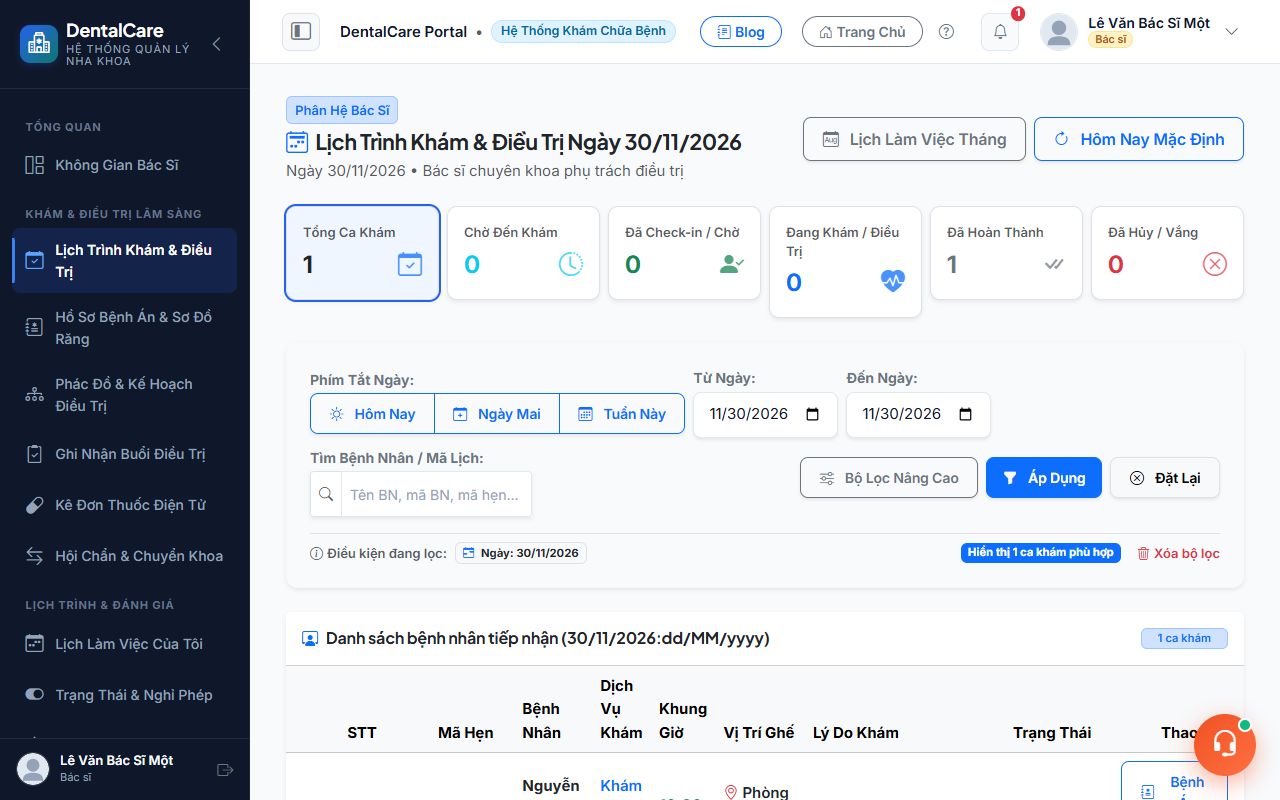 DentalCare
HỆ THỐNG QUẢN LÝ
NHA KHOA
DentalCare Portal • Hệ Thống Khám Chữa Bệnh
Blog
Trang Chủ
1
Lê Văn Bác Sĩ Một
Bác sĩ
TỔNG QUAN
Không Gian Bác Sĩ
KHÁM & ĐIỀU TRỊ LÂM SÀNG
Lịch Trình Khám & Điều
Trị
Hồ Sơ Bệnh Án & Sơ Đồ
Răng
Phác Đồ & Kế Hoạch
Điều Trị
Ghi Nhận Buổi Điều Trị
Kê Đơn Thuốc Điện Tử
Hội Chẩn & Chuyển Khoa
LỊCH TRÌNH & ĐÁNH GIÁ
Lịch Làm Việc Của Tôi
Trạng Thái & Nghỉ Phép
Lê Văn Bác Sĩ Một
Bác sĩ
Phân Hệ Bác Sĩ
Lịch Trình Khám & Điều Trị Ngày 30/11/2026
Ngày 30/11/2026 • Bác sĩ chuyên khoa phụ trách điều trị
Aug Lịch Làm Việc Tháng
Hôm Nay Mặc Định
Tổng Ca Khám
1
Chờ Đến Khám
0
Đã Check-in / Chờ
0
Đang Khám / Điều
Trị
0
Đã Hoàn Thành
1
Đã Hủy / Vắng
0
Phím Tắt Ngày:
Hôm Nay
Ngày Mai
Tuần Này
Từ Ngày:
11/30/2026
Đến Ngày:
11/30/2026
Tìm Bệnh Nhân / Mã Lịch:
Tên BN, mã BN, mã hẹn...
Bộ Lọc Nâng Cao
Áp Dụng
Đặt Lại
Điều kiện đang lọc: Ngày: 30/11/2026
Hiển thị 1 ca khám phù hợp
Xóa bộ lọc
Danh sách bệnh nhân tiếp nhận (30/11/2026:dd/MM/yyyy)
1 ca khám
STT
Mã Hẹn
Bệnh
Nhân
Dịch
Vụ
Khám
Khung
Giờ
Vị Trí Ghế
Lý Do Khám
Trạng Thái
Nguyễn
Khám
Phòng
Bệnh